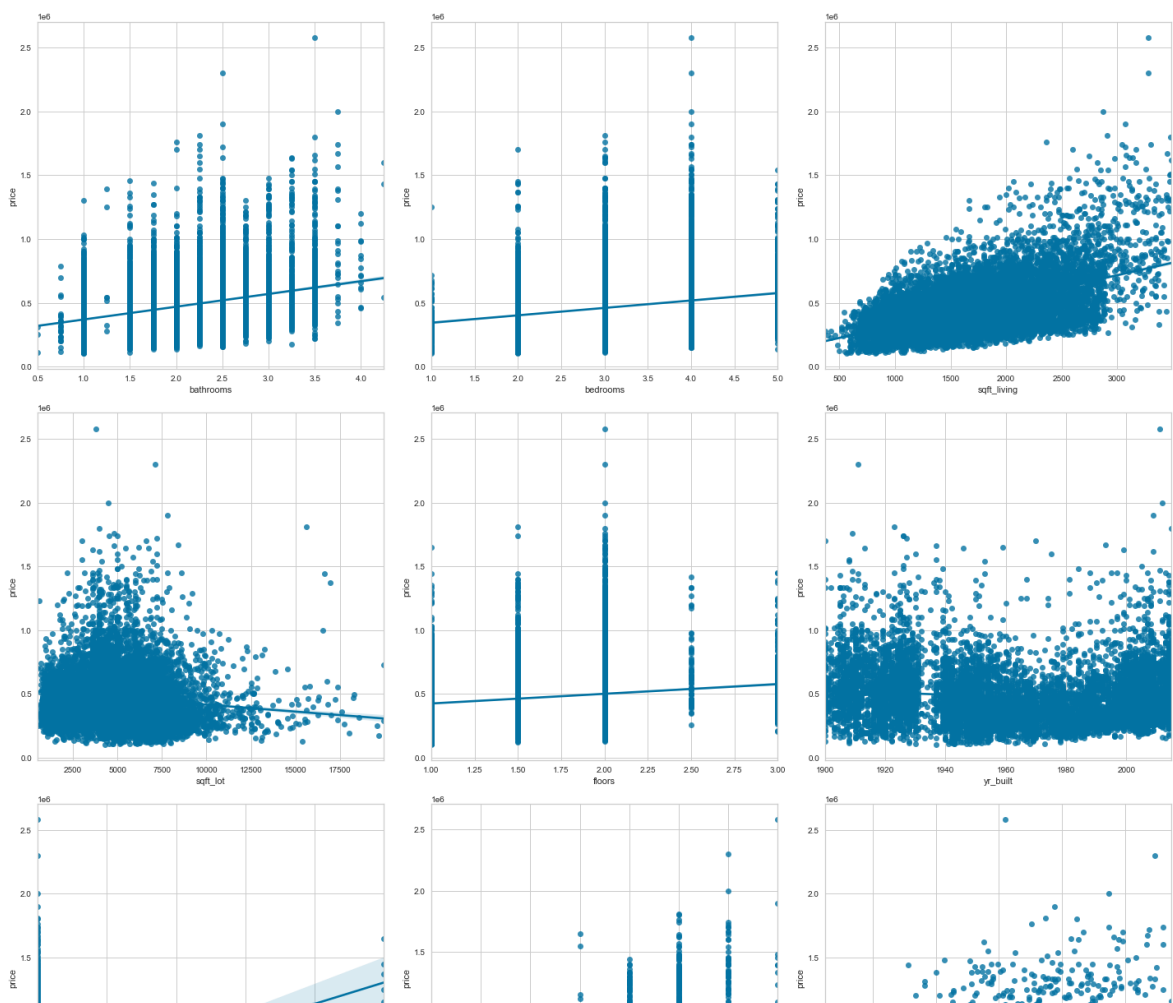 1e6 1e6 1e6
2.5 2.5 2.5
2.0 2.0 2.0
1.5 1.5 1.5
price price price
1.0 1.0 1.0
0.5 0.5 0.5
0.0 0.0 0.0
0.5 1.0 1.5 2.0 2.5 3.0 3.5 4.0 1.0 1.5 2.0 2.5 3.0 3.5 4.0 4.5 5.0 500 1000 1500 2000 2500 3000
bathrooms bedrooms sqft_living
1e6 1e6 1e6
2.5 2.5 2.5
2.0 2.0 2.0
1.5 1.5 1.5
price price price
1.0 1.0 1.0
0.5 0.5 0.5
0.0 0.0 0.0
2500 5000 7500 10000 12500 15000 17500 1.00 1.25 1.50 1.75 2.00 2.25 2.50 2.75 3.00 1900 1920 1940 1960 1980 2000
sqft_lot floors yr_built
1e6 1e6 1e6
2.5 2.5 2.5
2.0 2.0 2.0
1.5 1.5 1.5
price price price